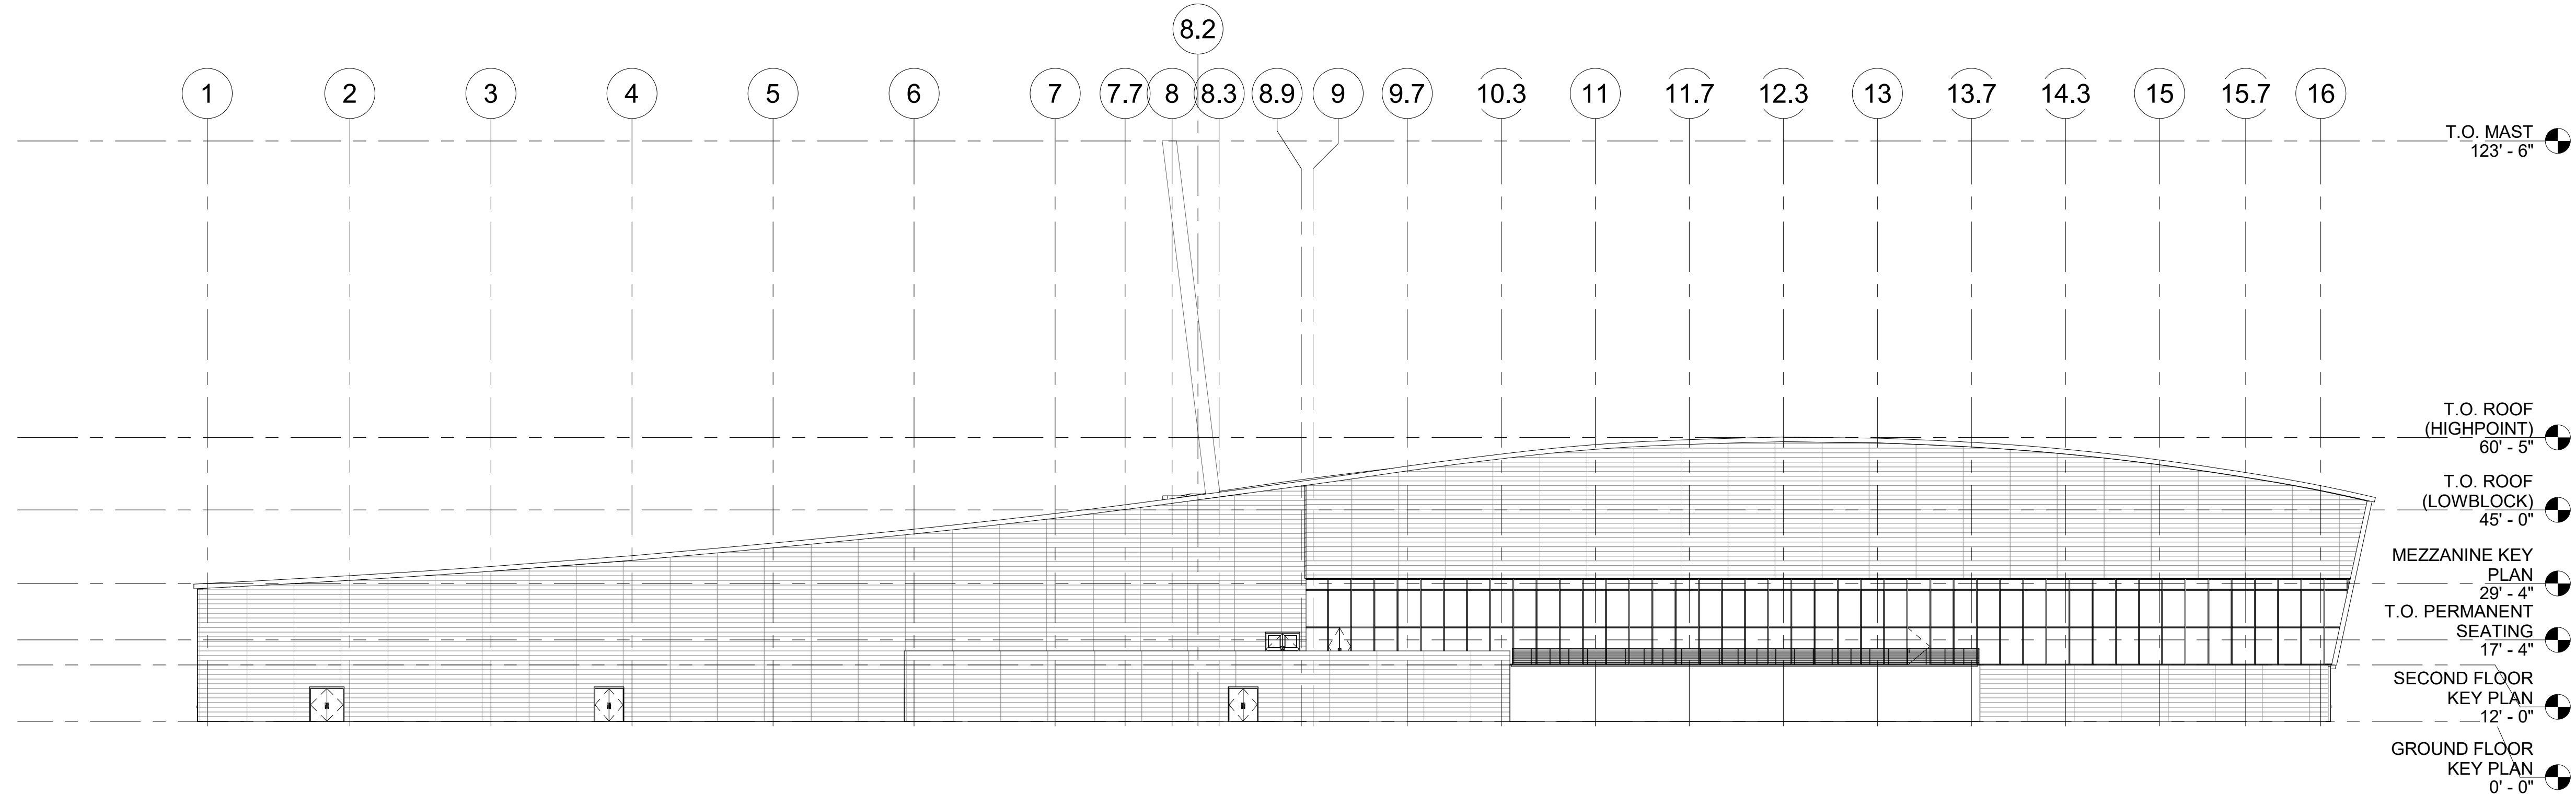 8.2
1
2
3
4
5
6
7
7.7
8
8.3
8.9
9
9.7
10.3
11
11.7
12.3
13
13.7
14.3
15
15.7
16
T.O. MAST
123' - 6"
T.O. ROOF
(HIGHPOINT)
60' - 5"
T.O. ROOF
(LOWBLOCK)
45' - 0"
MEZZANINE KEY
PLAN
29' - 4"
T.O. PERMANENT
SEATING
17' - 4"
SECOND FLOOR
KEY PLAN
12' - 0"
GROUND FLOOR
KEY PLAN
0' - 0"